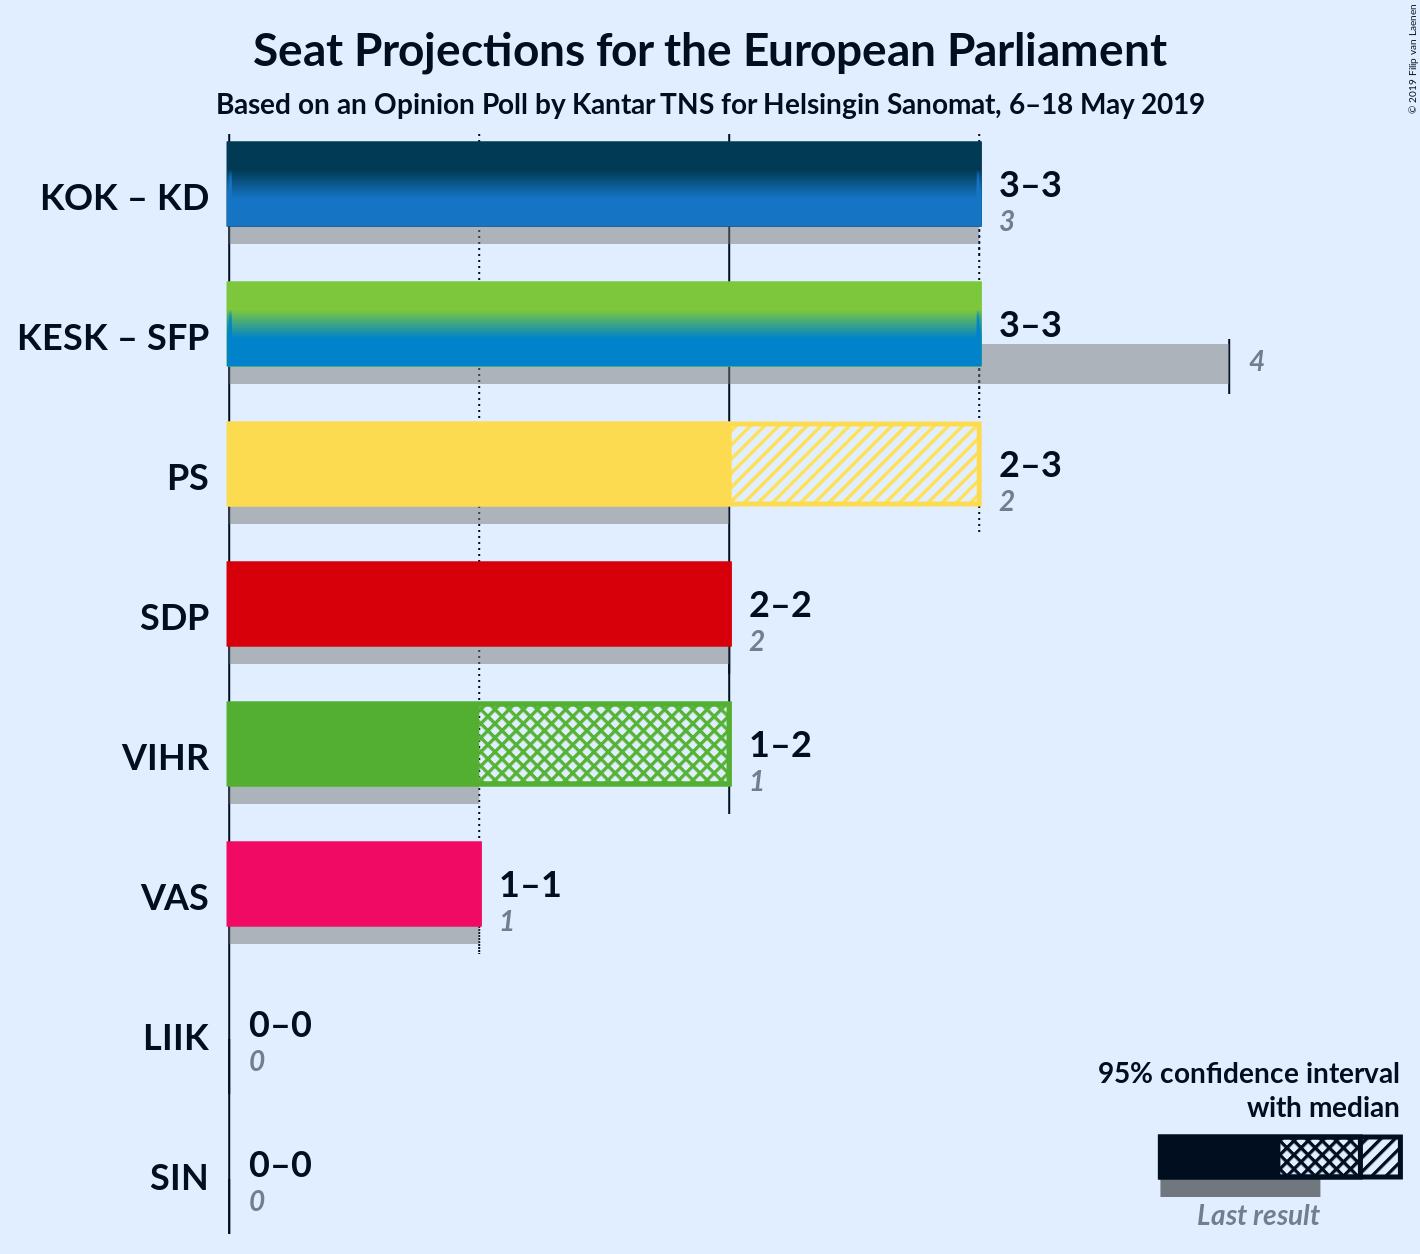 Seat Projections for the European Parliament
Based on an Opinion Poll by Kantar TNS for Helsingin Sanomat, 6–18 May 2019
© 2019 Filip van Laenen
KOK – KD
3–3
3
KESK – SFP
3–3
4
PS
2–3
2
SDP
2–2
2
VIHR
1–2
1
VAS
1–1
1
LIIK
0–0
0
SIN
0–0
0
95% confidence interval
with median
Last result